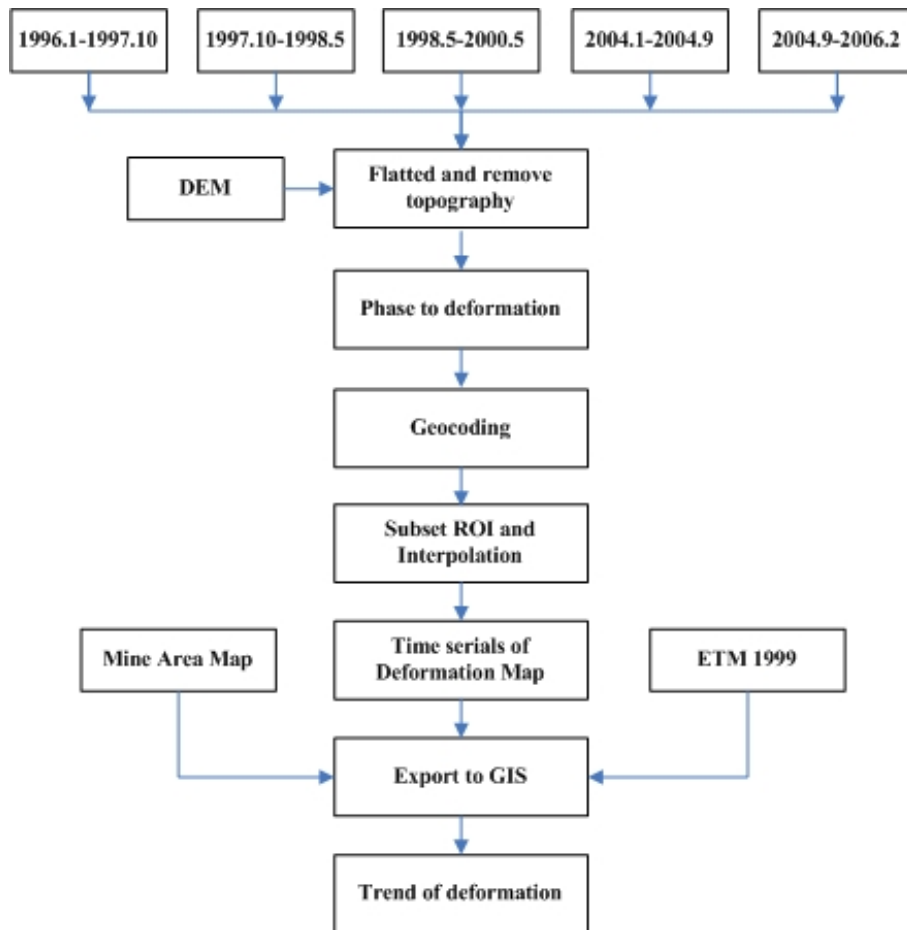 1996.1-1997.10
1997.10-1998.5
1998.5-2000.5
2004.1-2004.9
2004.9-2006.2
DEM
Flatted and remove
topography
Phase to deformation
Geocoding
Subset ROI and
Interpolation
Mine Area Map
Time serials of
Deformation Map
ETM 1999
Export to GIS
Trend of deformation